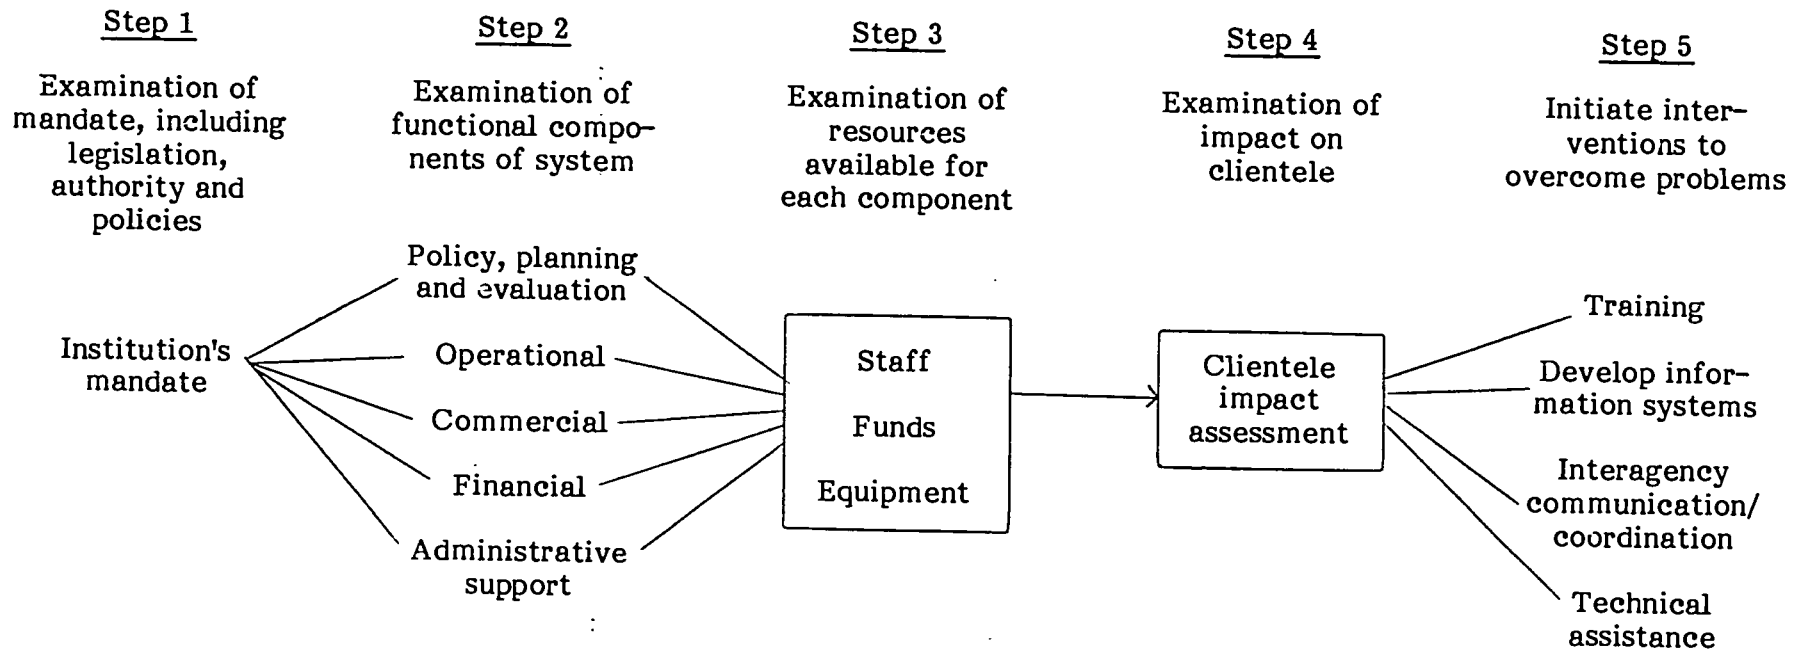 Step 1
Examination of
mandate, including
legislation,
authority and
policies
Institution's
mandate
Step 2
Examination of
functional compo-
nents of system
Policy, planning
and evaluation
Operational
Commercial
Financial
Administrative
support
Step 3
Examination of
resources
available for
each component
Staff
Funds
Equipment
Step 4
Examination of
impact on
clientele
Clientele
impact
assessment
Step 5
Initiate inter-
ventions to
overcome problems
Training
Develop infor-
mation systems
Interagency
communication/
coordination
Technical
assistance